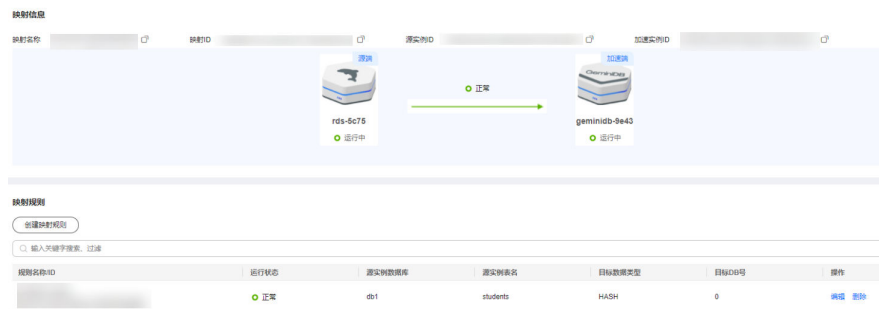 映射信息
映射名称 映射ID 源实例ID 加速实例ID
源端 加速端
GeminiDB
正常
rds-5c75 geminidb-9e43
运行中 运行中
映射规则
创建映射规则
输入关键字搜索、过滤
规则名称/ID 运行状态 源实例数据库 源实例表名 目标数据类型 目标DB号 操作
正常 db1 students HASH 0 编辑 删除